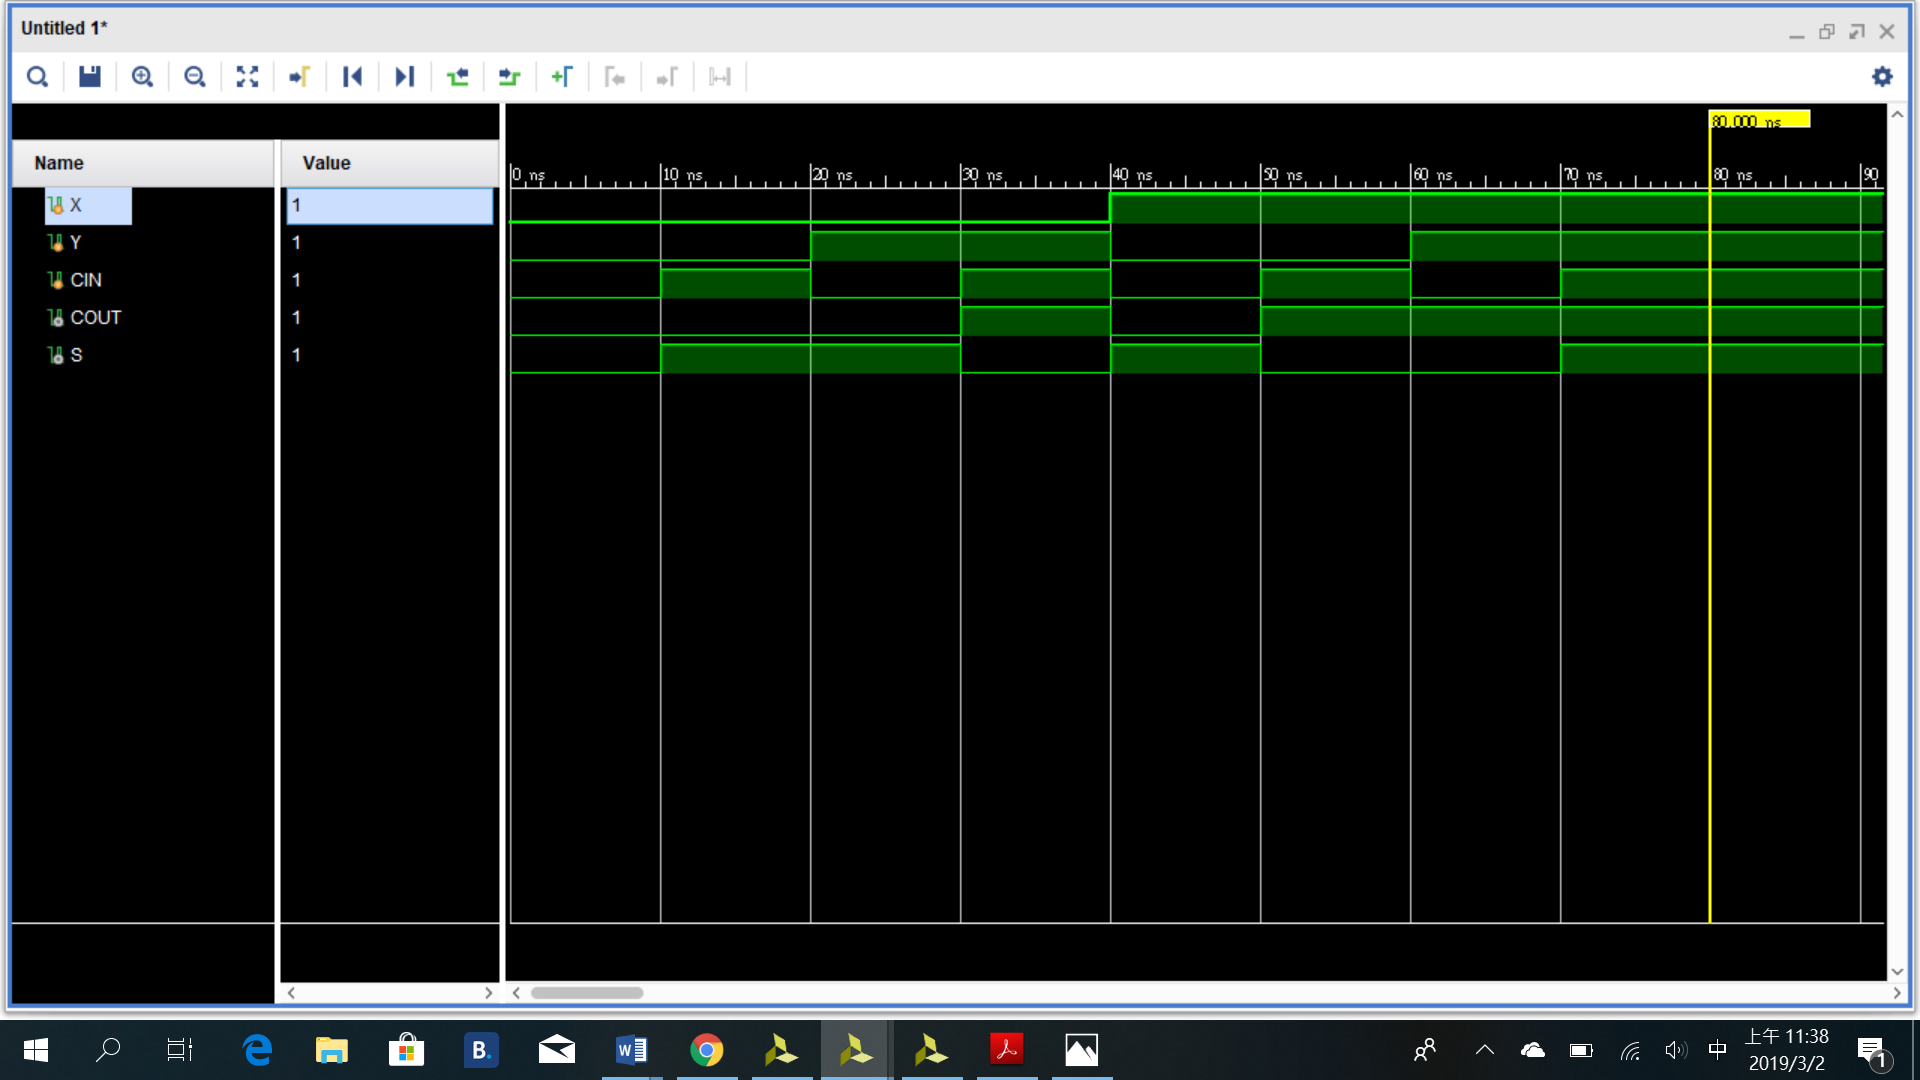 Untitled 1*
80.000 ns
Name Value
0 ns 10 ns 20 ns 30 ns 40 ns 50 ns 60 ns 70 ns 80 ns 90
X 1
Y 1
CIN 1
COUT 1
S 1
B.
W
中
上午 11:38
2019/3/2
1